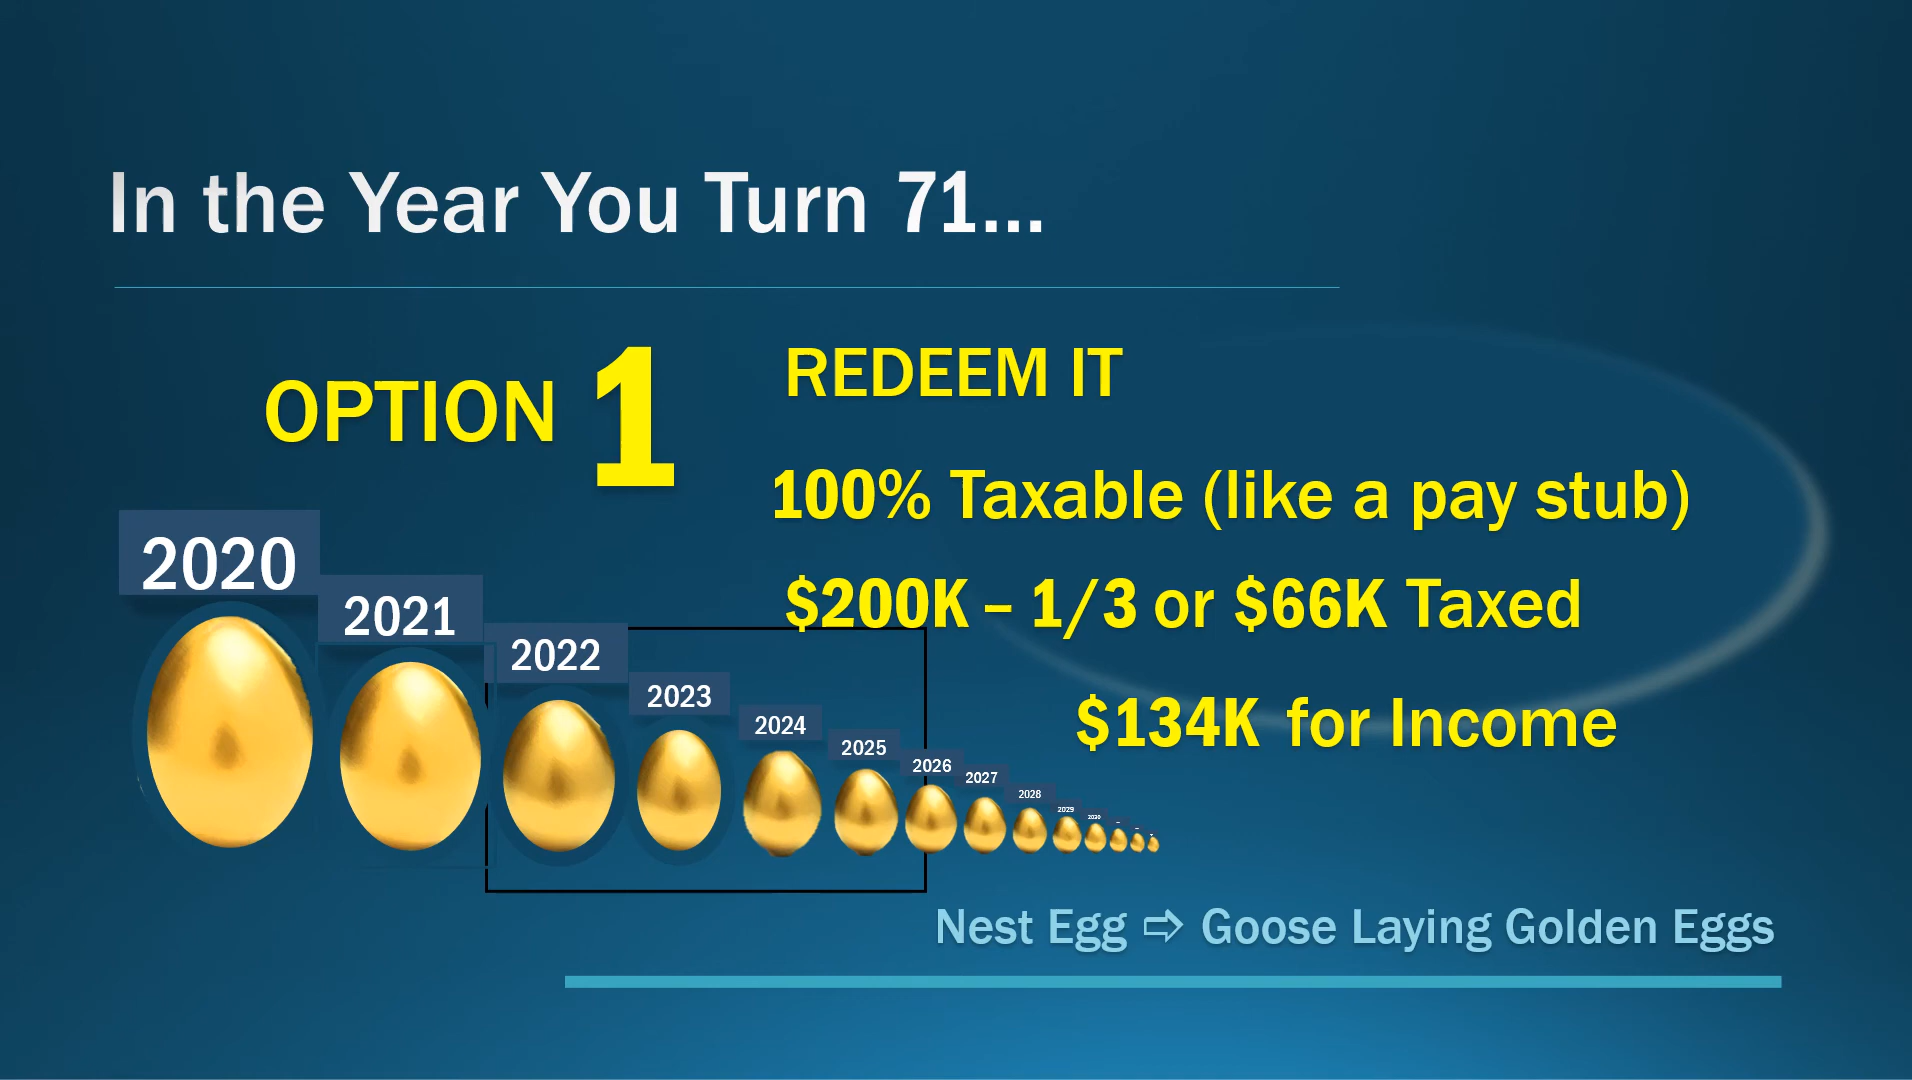 In the Year You Turn 71...
OPTION 1
REDEEM IT
100% Taxable (like a pay stub)
$200K – 1/3 or $66K Taxed
$134K for Income
2020
2021
2022
2023
2024
2025
2026
2027
2028
2029
2030
Nest Egg ⇨ Goose Laying Golden Eggs